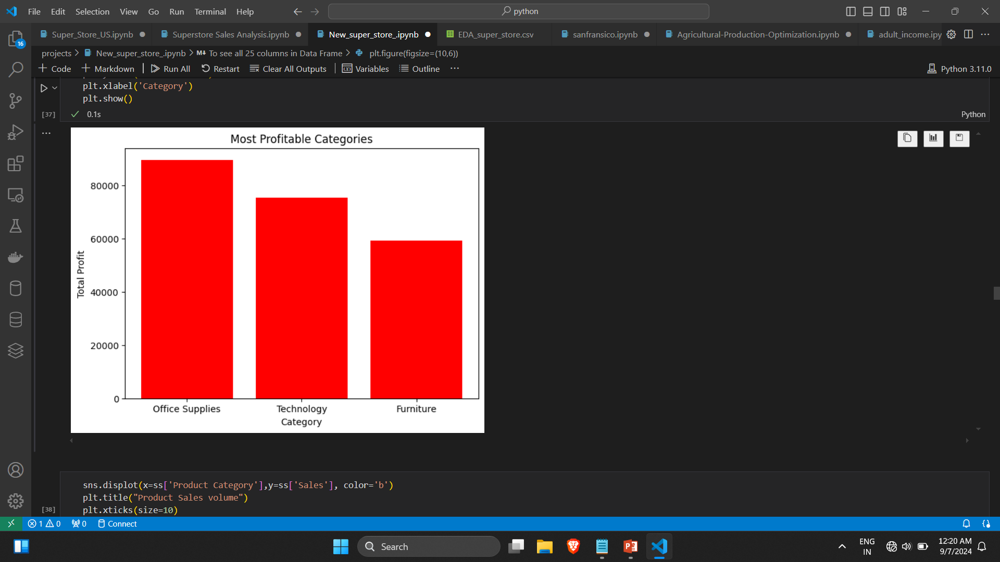 File Edit Selection View Go Run Terminal Help
python
Super_Store_US.ipynb
Superstore Sales Analysis.ipynb
New_super_store_.ipynb
EDA_super_store.csv
sanfransico.ipynb
Agricultural-Production-Optimization.ipynb
adult_income.ipy
projects > New_super_store_.ipynb > M↓ To see all 25 columns in Data Frame > plt.figure(figsize=(10,6))
+ Code + Markdown | Run All Restart Clear All Outputs | Variables Outline ···
Python 3.11.0
16
plt.xlabel('Category')
plt.show()
[37] 0.1s
Python
Most Profitable Categories
80000
60000
40000
20000
0
Total Profit
Office Supplies Technology Furniture
Category
sns.displot(x=ss['Product Category'],y=ss['Sales'], color='b')
plt.title("Product Sales volume")
[38] plt.xticks(size=10)
1 0 0 Connect
Search
ENG
IN
12:20 AM
9/7/2024